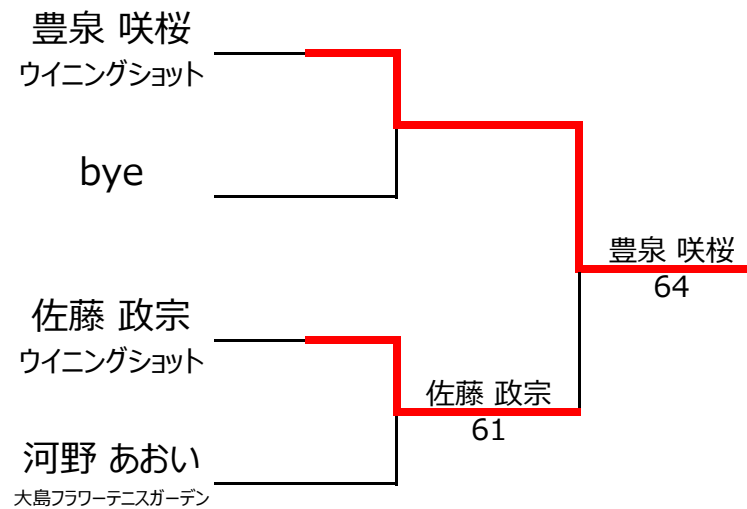 豊泉 咲桜
ウイニングショット
bye
豊泉 咲桜
64
佐藤 政宗
ウイニングショット
佐藤 政宗
61
河野 あおい
大島フラワーテニスガーデン